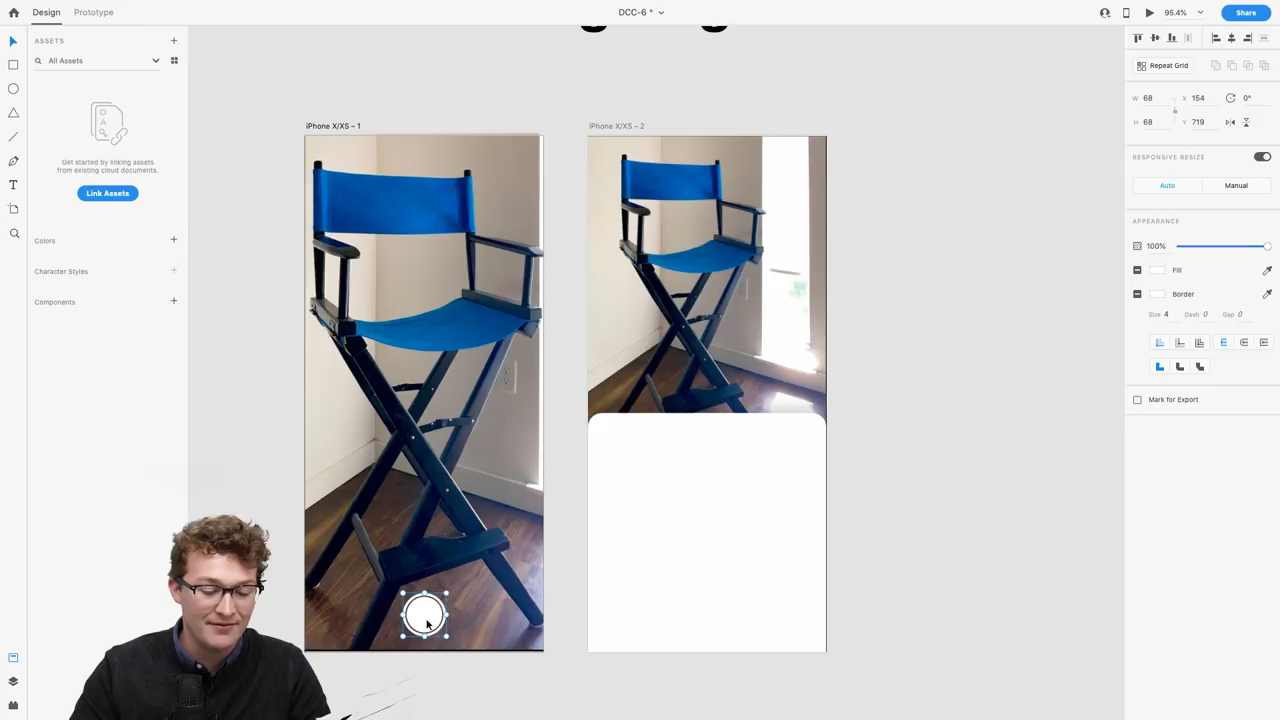 Design Prototype DCC-6 * 95.4% Share
ASSETS
All Assets
Repeat Grid
W 68 X 154 0°
H 68 Y 719
iPhone X/XS – 1 iPhone X/XS – 2
Get started by linking assets
from existing cloud documents.
Link Assets
RESPONSIVE RESIZE
Auto Manual
APPEARANCE
Colors
100%
Character Styles
Fill
Components
Border
Size 4 Dash 0 Gap 0
Mark for Export